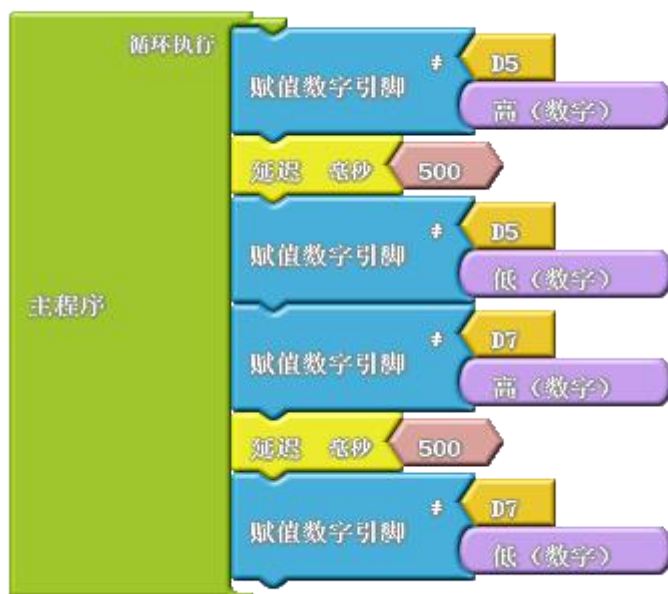 循环执行
赋值数字引脚 # D5
高（数字）
延迟 毫秒 500
赋值数字引脚 # D5
低（数字）
主程序
赋值数字引脚 # D7
高（数字）
延迟 毫秒 500
赋值数字引脚 # D7
低（数字）